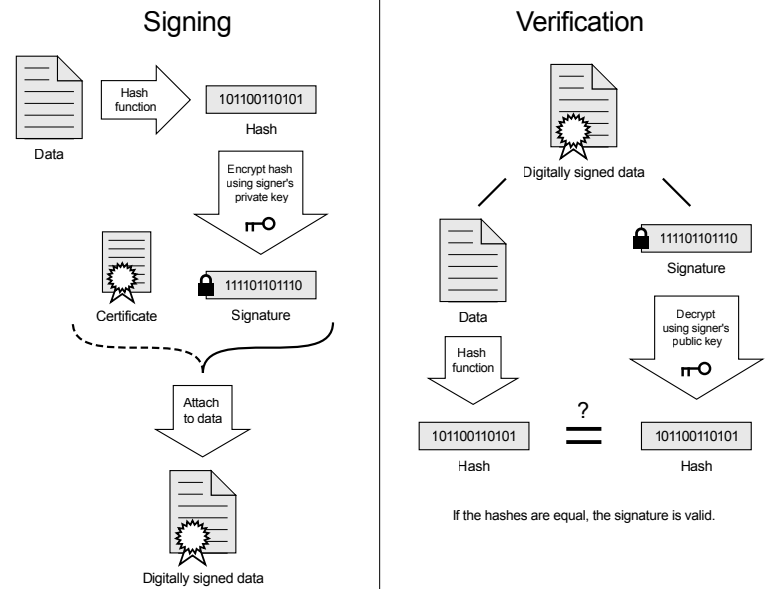 Signing
Hash
function
101100110101
Hash
Data
Encrypt hash
using signer's
private key
111101101110
Certificate
Signature
Attach
to data
Digitally signed data
Verification
Digitally signed data
111101101110
Signature
Data
Decrypt
using signer's
public key
Hash
function
?
101100110101
101100110101
Hash
Hash
If the hashes are equal, the signature is valid.